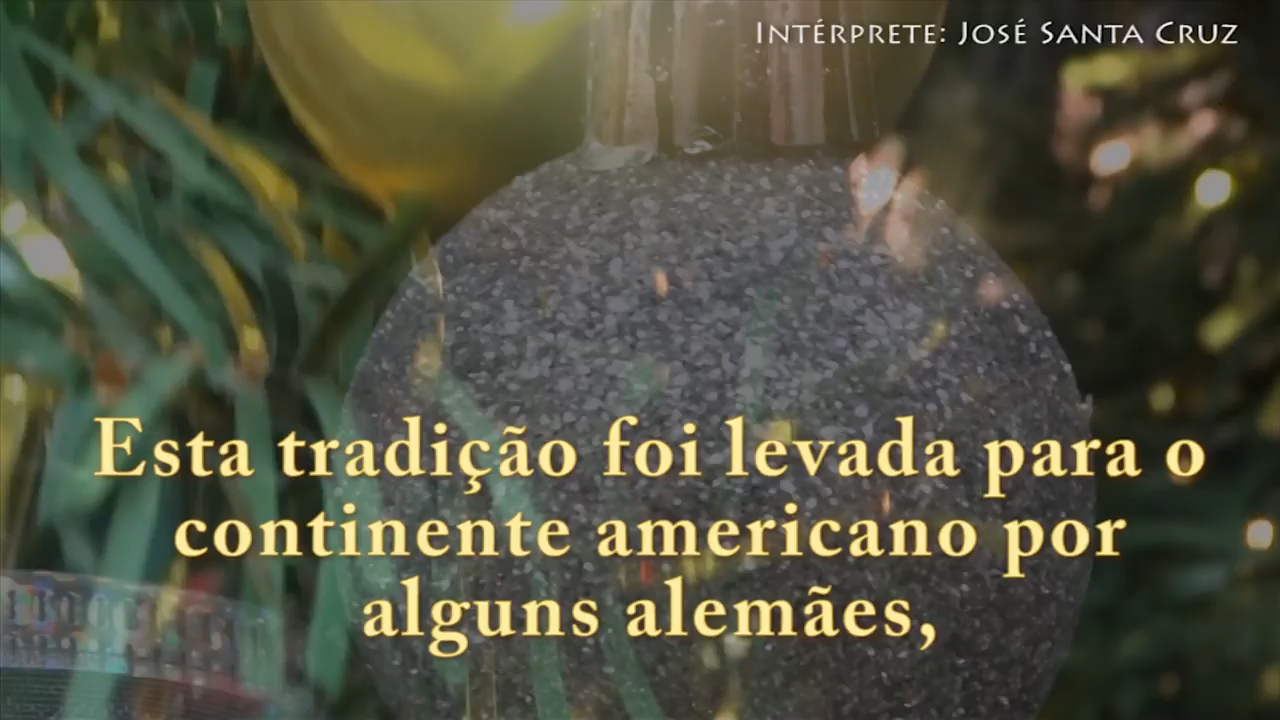 INTÉRPRETE: JOSÉ SANTA CRUZ
Esta tradição foi levada para o
continente americano por
alguns alemães,